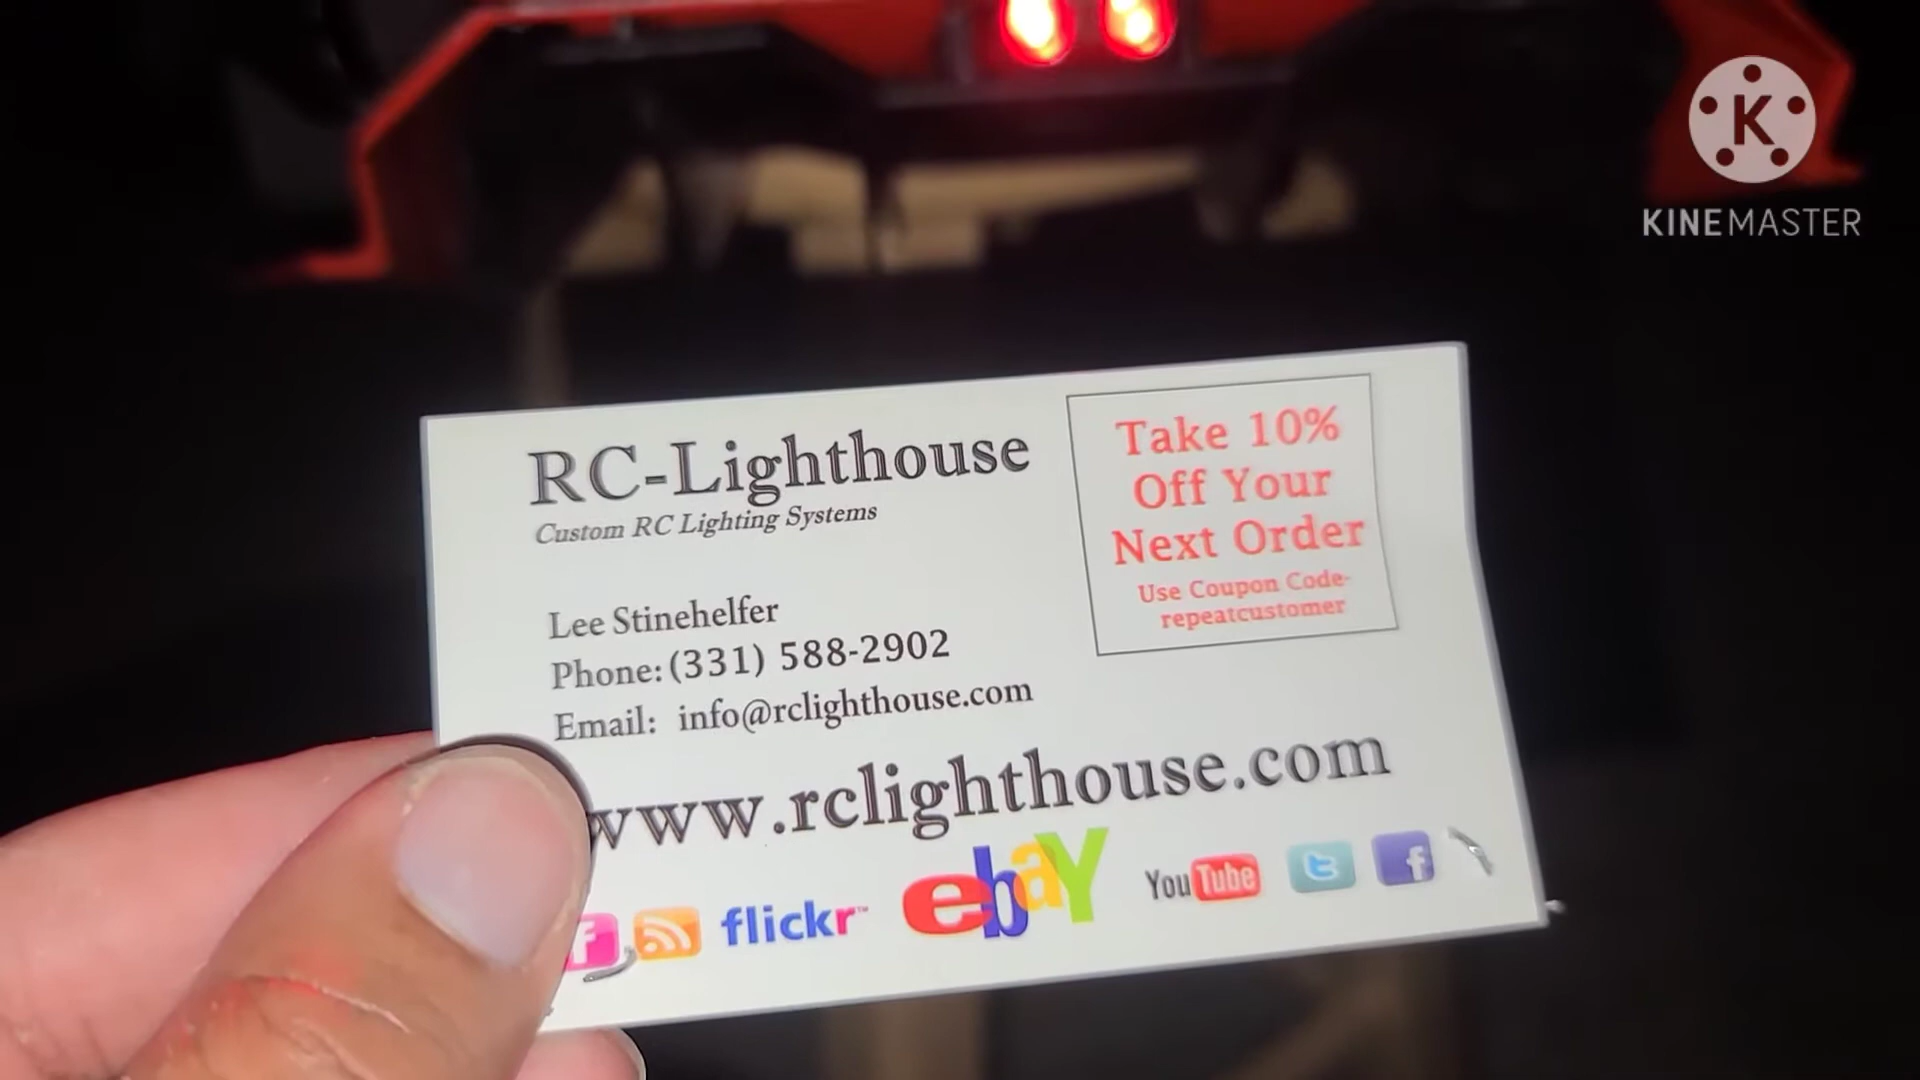 K
KINEMASTER
RC-Lighthouse
Custom RC Lighting Systems
Take 10%
Off Your
Next Order
Use Coupon Code-
repeatcustomer
Lee Stinehelfer
Phone: (331) 588-2902
Email: info@rclighthouse.com
www.rclighthouse.com
f flickr™ ebay YouTube t f